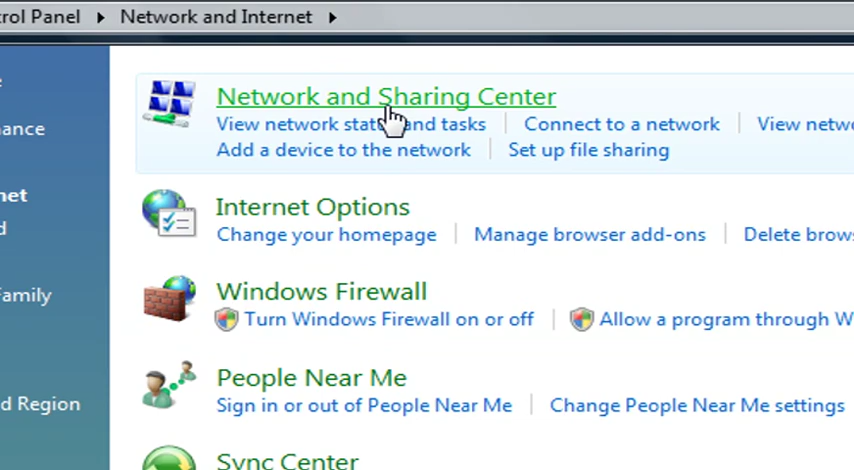 trol Panel ▸ Network and Internet ▸
Network and Sharing Center
View network stat and tasks | Connect to a network | View netw
Add a device to the network | Set up file sharing
nance
net
Internet Options
Change your homepage | Manage browser add-ons | Delete brows
Family
Windows Firewall
Turn Windows Firewall on or off | Allow a program through W
People Near Me
d Region
Sign in or out of People Near Me | Change People Near Me settings
Sync Center